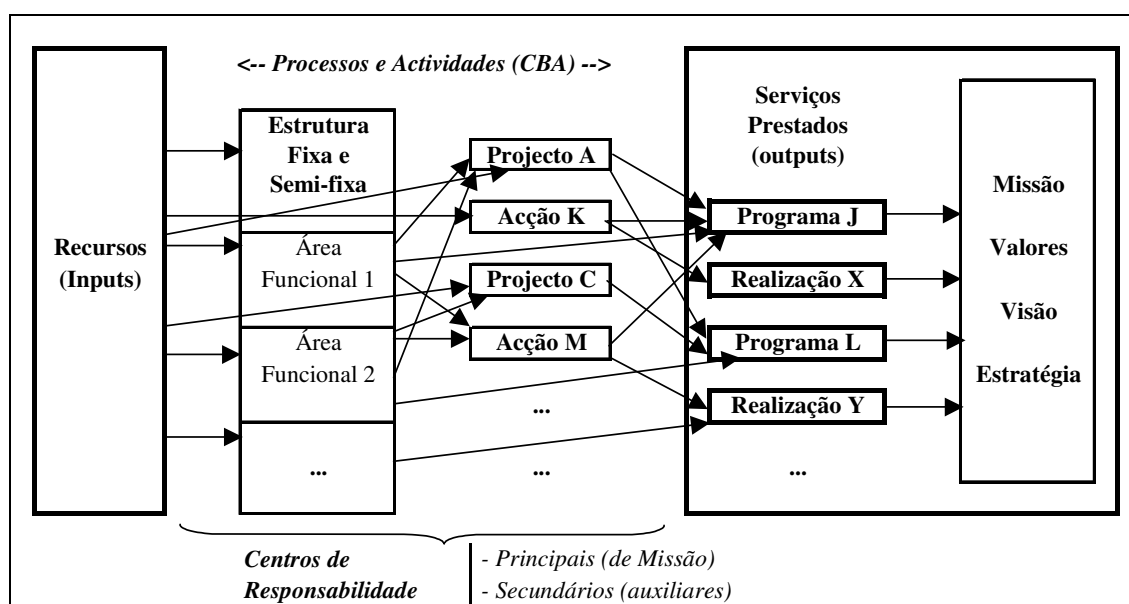 <-- Processos e Actividades (CBA) -->
Recursos
(Inputs)
Estrutura
Fixa e
Semi-fixa
Área
Funcional 1
Área
Funcional 2
...
Projecto A
Acção K
Projecto C
Acção M
...
...
Serviços
Prestados
(outputs)
Programa J
Realização X
Programa L
Realização Y
...
Missão
Valores
Visão
Estratégia
Centros de
Responsabilidade
- Principais (de Missão)
- Secundários (auxiliares)